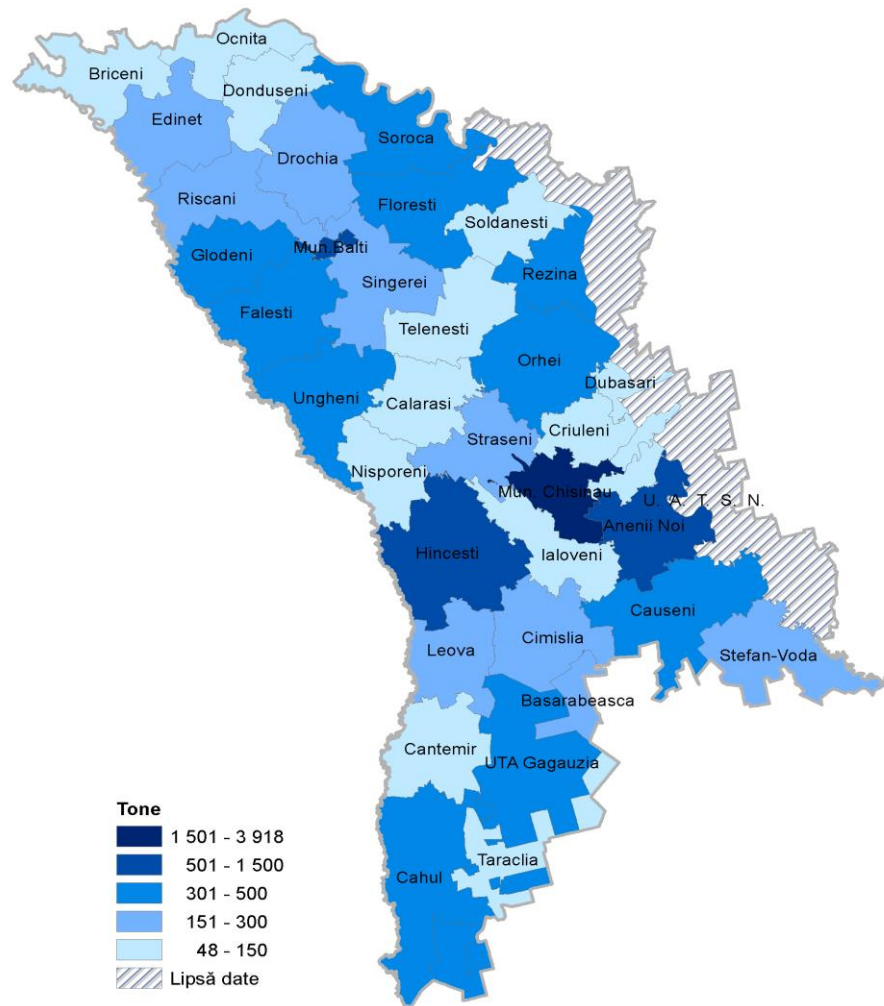 Ocnita
Briceni
Donduseni
Edinet
Soroca
Drochia
Riscani
Floresti
Soldanesti
Mun.Balti
Glodeni
Rezina
Singerei
Falesti
Telenesti
Orhei
Dubasari
Ungheni
Calarasi
Criuleni
Straseni
Nisporeni
Mun. Chisinau
U. A. T. S. N.
Anenii Noi
Hincesti
Ialoveni
Causeni
Cimislia
Leova
Stefan-Voda
Basarabeasca
Cantemir
UTA Gagauzia
Taraclia
Cahul
Tone
1 501 - 3 918
501 - 1 500
301 - 500
151 - 300
48 - 150
Lipsă date